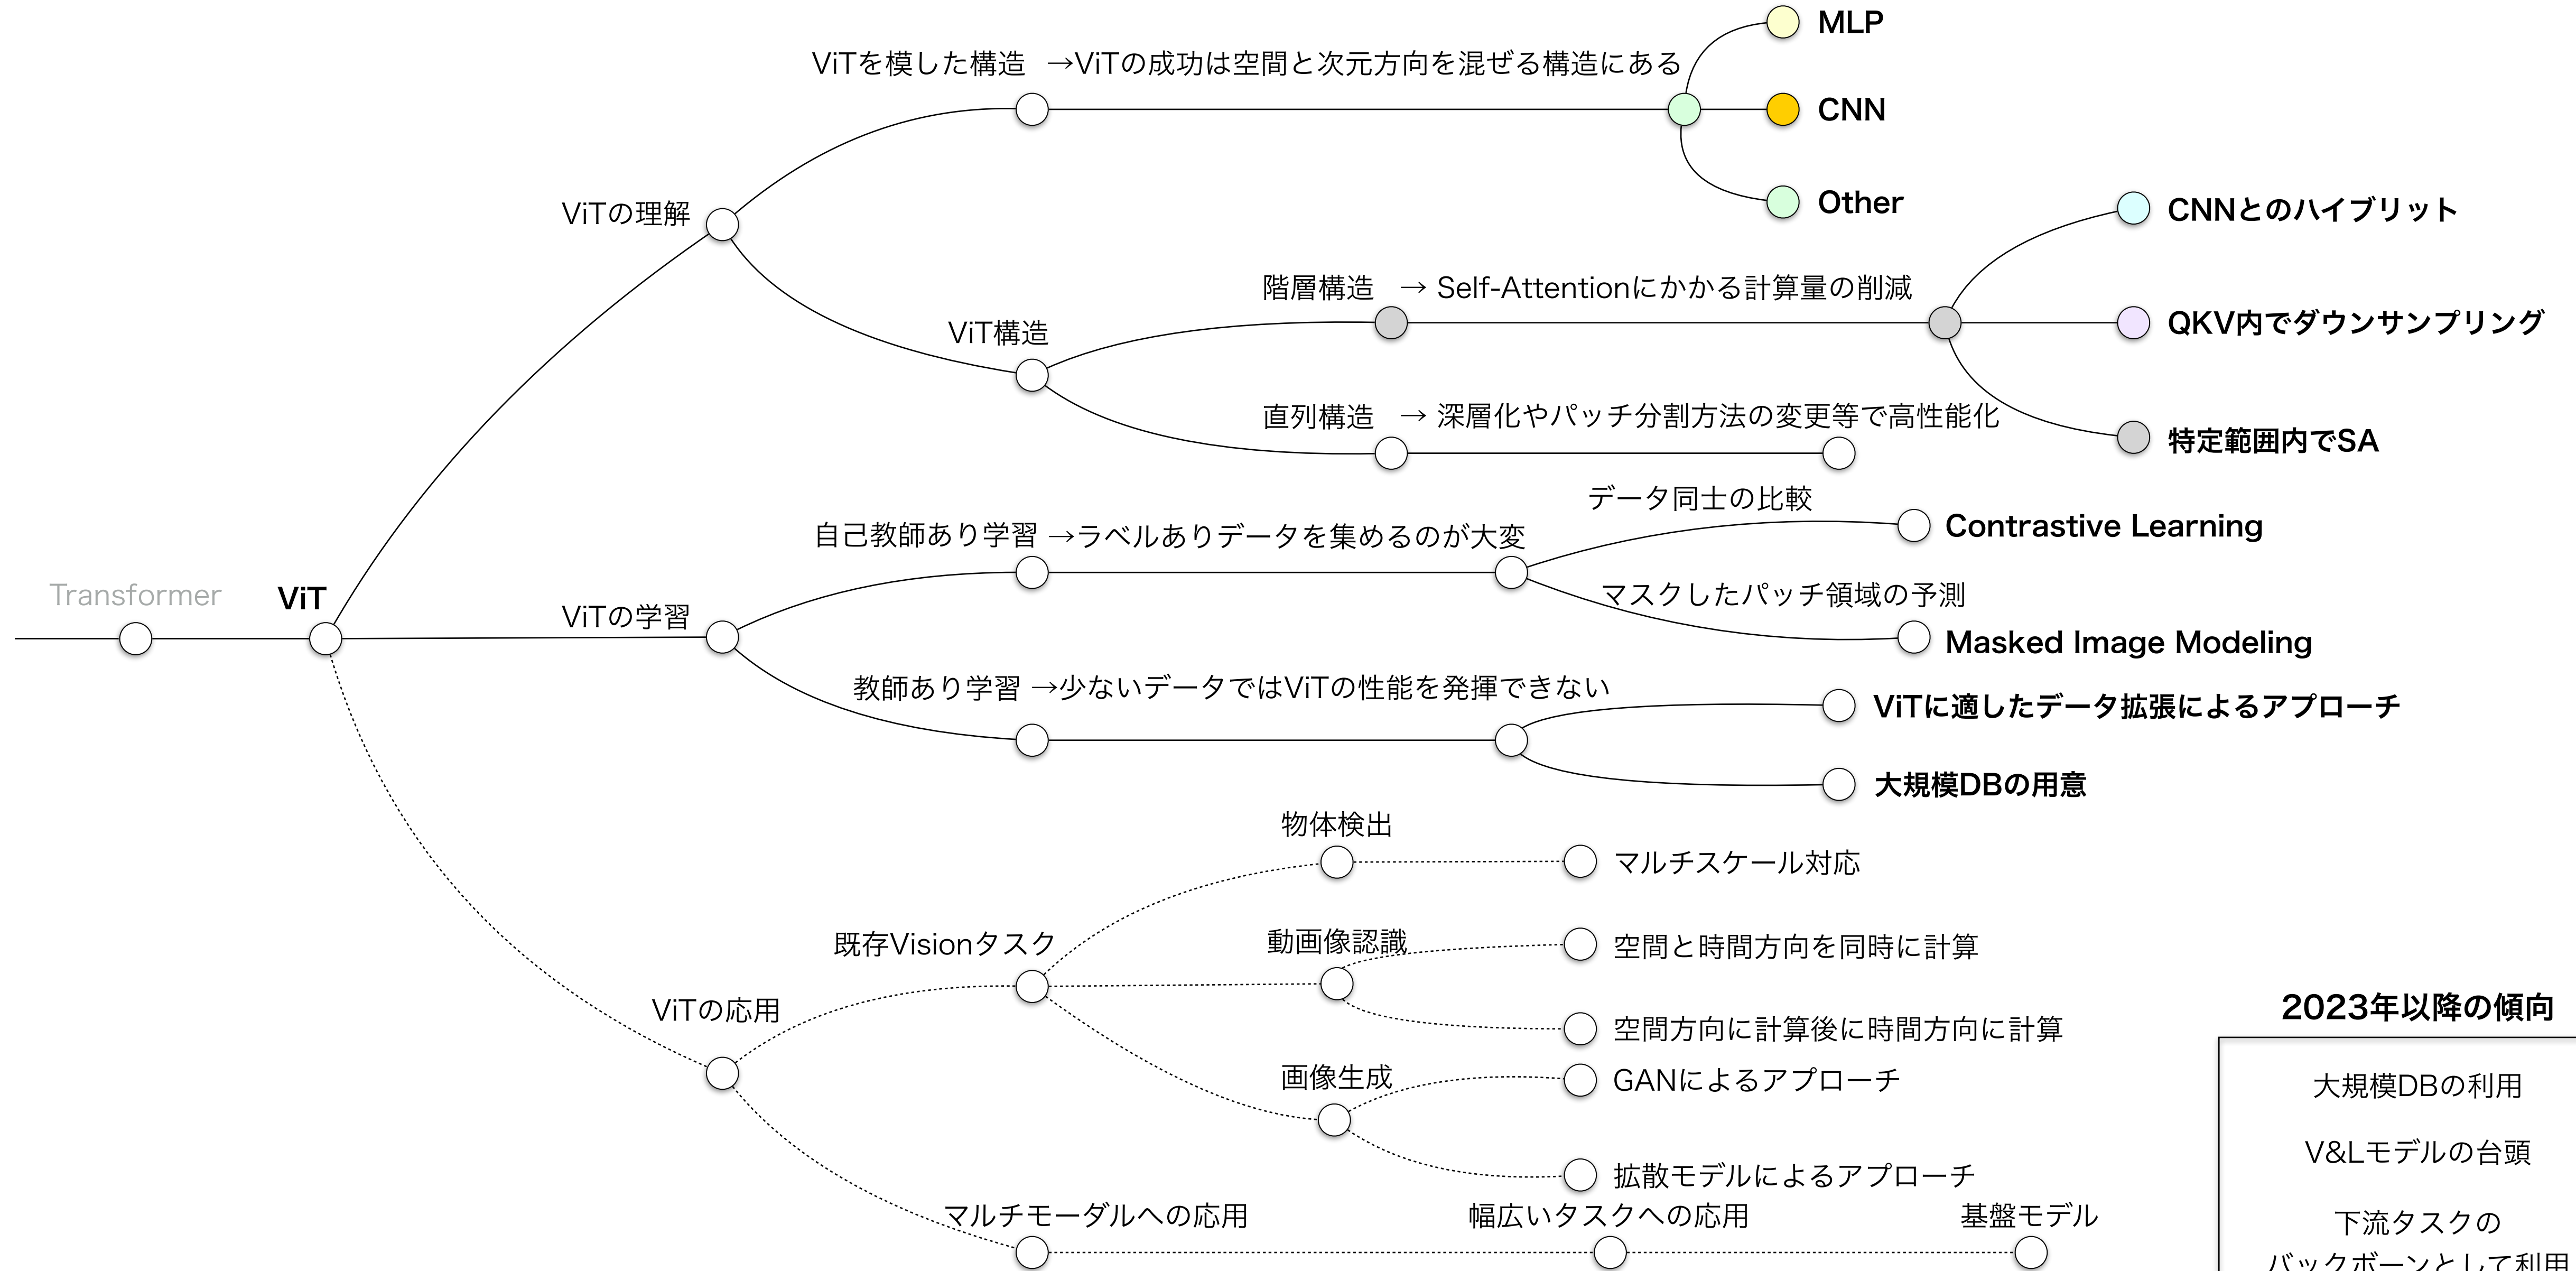 MLP
ViTを模した構造 →ViTの成功は空間と次元方向を混ぜる構造にある
CNN
Other
ViTの理解
CNNとのハイブリット
階層構造 → Self-Attentionにかかる計算量の削減
ViT構造
QKV内でダウンサンプリング
直列構造 → 深層化やパッチ分割方法の変更等で高性能化
特定範囲内でSA
データ同士の比較
自己教師あり学習 →ラベルありデータを集めるのが大変
Contrastive Learning
Transformer
ViT
マスクしたパッチ領域の予測
ViTの学習
Masked Image Modeling
教師あり学習 →少ないデータではViTの性能を発揮できない
ViTに適したデータ拡張によるアプローチ
大規模DBの用意
物体検出
マルチスケール対応
既存Visionタスク
動画像認識
空間と時間方向を同時に計算
ViTの応用
空間方向に計算後に時間方向に計算
画像生成
GANによるアプローチ
拡散モデルによるアプローチ
マルチモーダルへの応用
幅広いタスクへの応用
基盤モデル
2023年以降の傾向
大規模DBの利用
V&Lモデルの台頭
下流タスクの
バックボーンとして利用